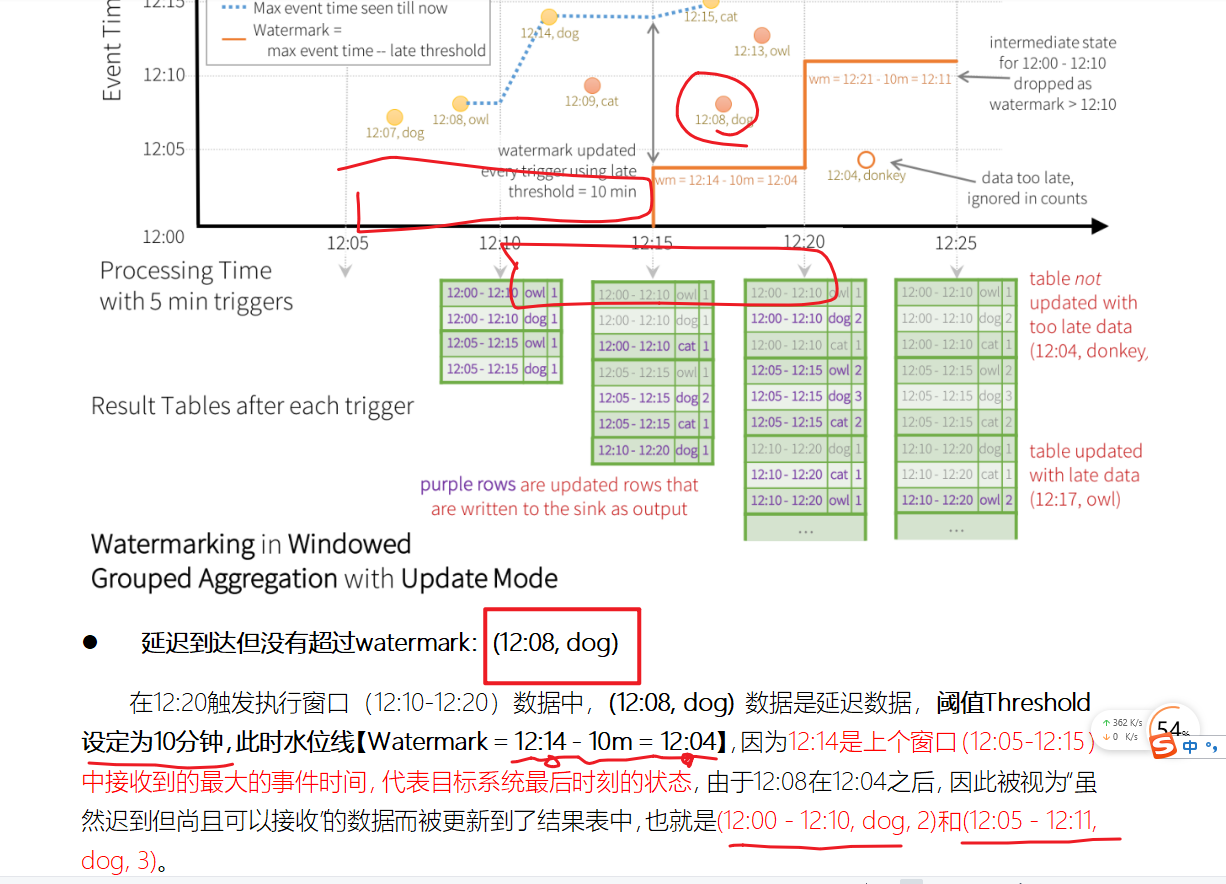 12:15
Max event time seen till now
Watermark =
max event time -- late threshold
Event Tim
12:14, dog
12:15, cat
12:13, owl
12:10
12:09, cat
12:07, dog
12:08, owl
12:08, dog
wm = 12:21 - 10m = 12:11
intermediate state
for 12:00 - 12:10
dropped as
watermark > 12:10
12:05
watermark updated
every trigger using late
threshold = 10 min
wm = 12:14 - 10m = 12:04
12:04, donkey
data too late,
ignored in counts
12:00
12:05
12:10
12:15
12:20
12:25
Processing Time
with 5 min triggers
12:00 - 12:10 owl 1
12:00 - 12:10 dog 1
12:05 - 12:15 owl 1
12:05 - 12:15 dog 1
12:00 - 12:10 owl 1
12:00 - 12:10 dog 1
12:00 - 12:10 cat 1
12:05 - 12:15 owl 1
12:05 - 12:15 dog 2
12:05 - 12:15 cat 1
12:10 - 12:20 dog 1
12:00 - 12:10 owl 1
12:00 - 12:10 dog 2
12:00 - 12:10 cat 1
12:05 - 12:15 owl 2
12:05 - 12:15 dog 3
12:05 - 12:15 cat 2
12:10 - 12:20 dog 1
12:10 - 12:20 cat 1
12:10 - 12:20 owl 1
...
12:00 - 12:10 owl 1
12:00 - 12:10 dog 2
12:00 - 12:10 cat 1
12:05 - 12:15 owl 2
12:05 - 12:15 dog 3
12:05 - 12:15 cat 2
12:10 - 12:20 dog 1
12:10 - 12:20 cat 1
12:10 - 12:20 owl 2
...
table not
updated with
too late data
(12:04, donkey,
table updated
with late data
(12:17, owl)
Result Tables after each trigger
purple rows are updated rows that
are written to the sink as output
Watermarking in Windowed
Grouped Aggregation with Update Mode
● 延迟到达但没有超过watermark: (12:08, dog)
在12:20触发执行窗口（12:10-12:20）数据中，(12:08, dog) 数据是延迟数据，阈值Threshold
设定为10分钟，此时水位线【Watermark = 12:14 - 10m = 12:04】，因为12:14是上个窗口（12:05-12:15）
中接收到的最大的事件时间，代表目标系统最后时刻的状态，由于12:08在12:04之后，因此被视为“虽
然迟到但尚且可以接收”的数据而被更新到了结果表中，也就是(12:00 - 12:10, dog, 2)和(12:05 - 12:11,
dog, 3)。
↑ 362 K/s
↓ 0 K/s
54%
S 中